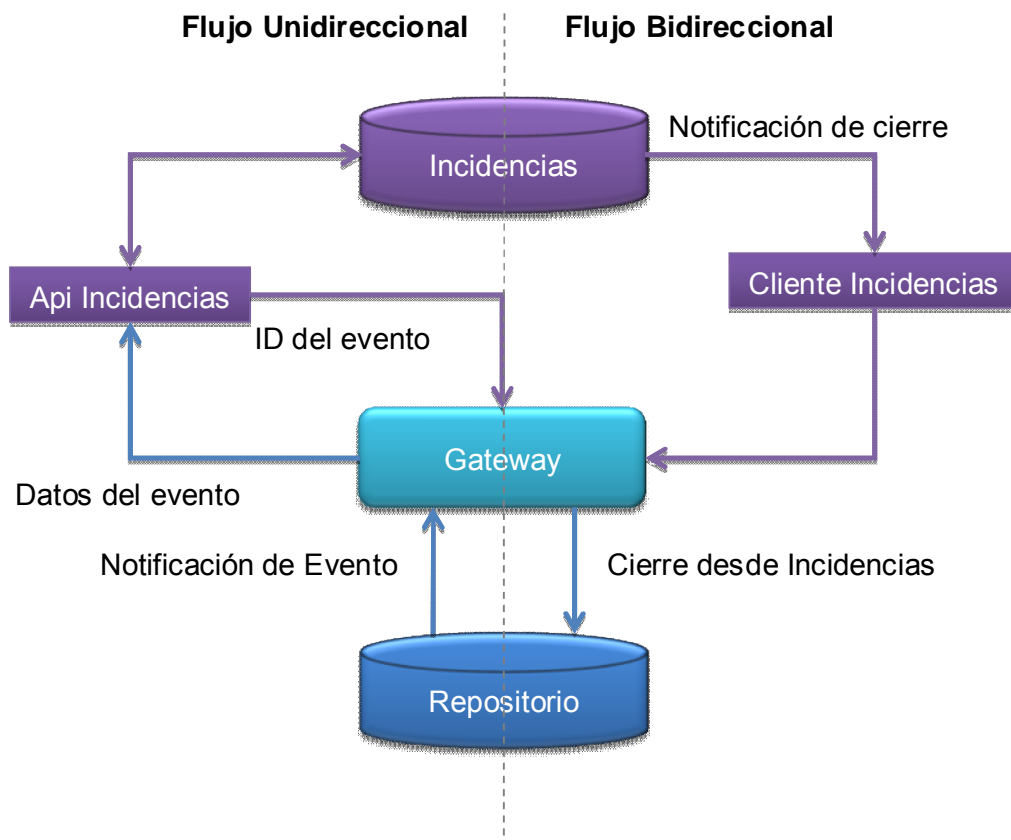 Flujo Unidireccional
Flujo Bidireccional
Notificación de cierre
Incidencias
Api Incidencias
Cliente Incidencias
ID del evento
Gateway
Datos del evento
Notificación de Evento
Cierre desde Incidencias
Repositorio